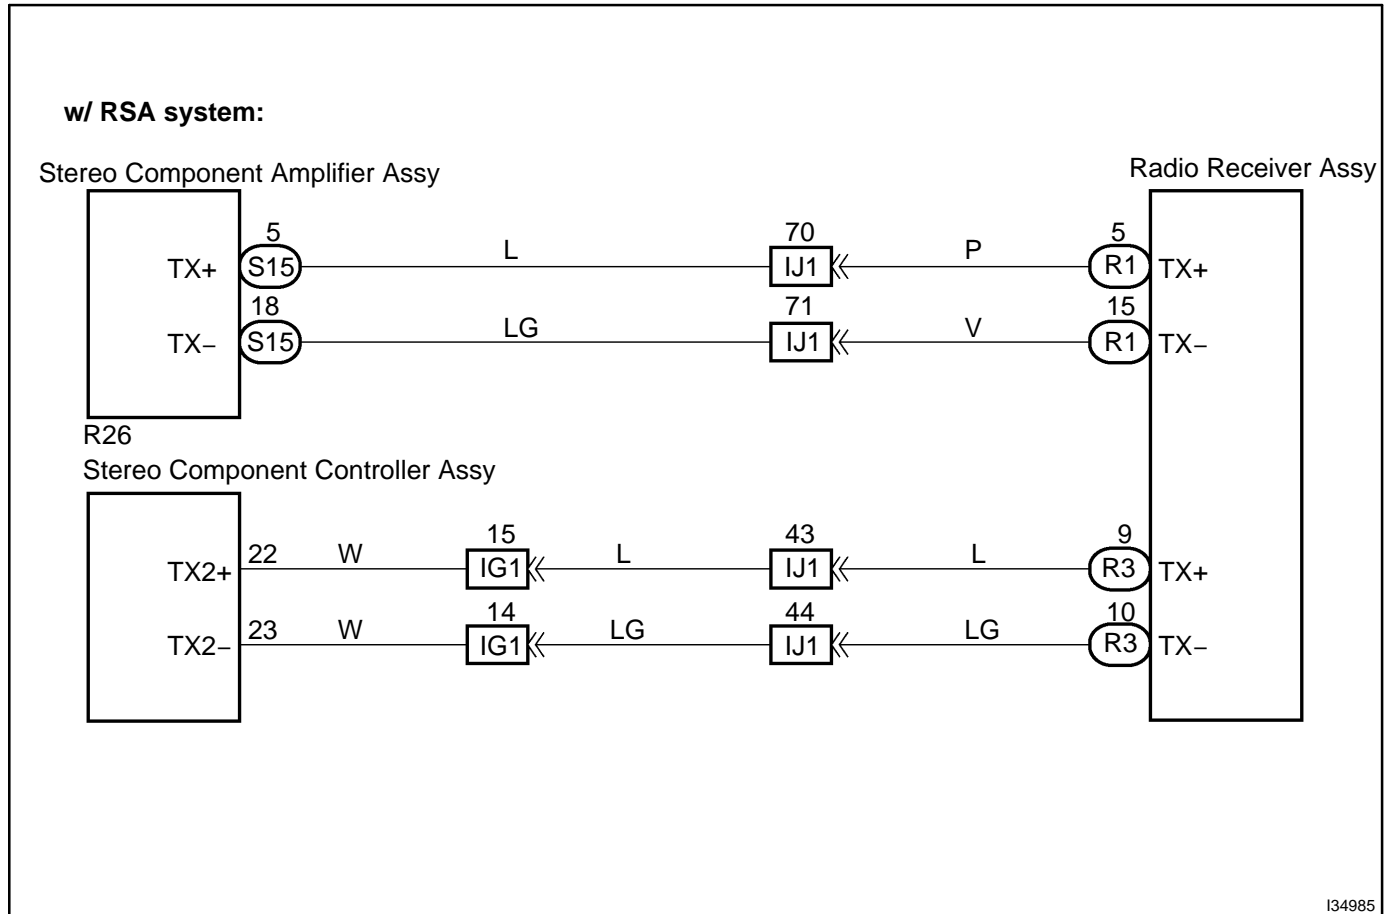 w/ RSA system:
Stereo Component Amplifier Assy
Radio Receiver Assy
5
L
70
P
5
TX+
S15
IJ1
R1
TX+
18
LG
71
V
15
TX−
S15
IJ1
R1
TX−
R26
Stereo Component Controller Assy
22
W
15
L
43
L
9
TX2+
IG1
IJ1
R3
TX+
23
W
14
LG
44
LG
10
TX2−
IG1
IJ1
R3
TX−
I34985